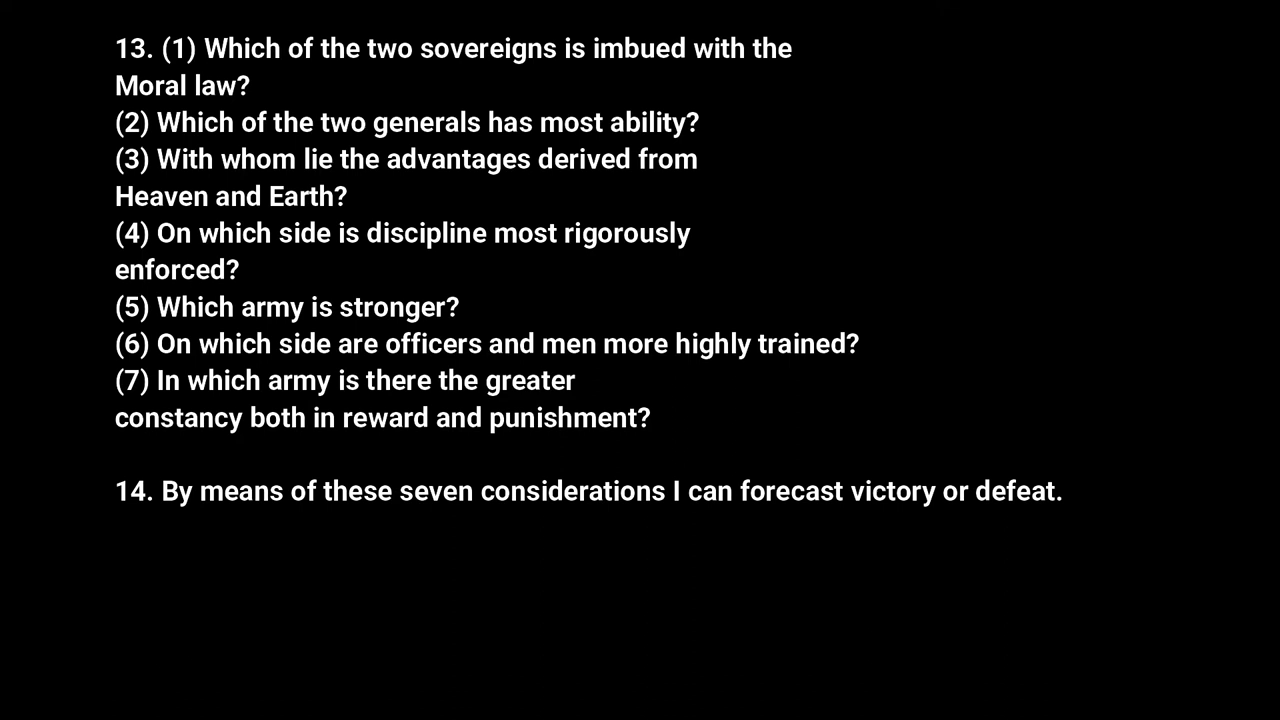 13. (1) Which of the two sovereigns is imbued with the
Moral law?
(2) Which of the two generals has most ability?
(3) With whom lie the advantages derived from
Heaven and Earth?
(4) On which side is discipline most rigorously
enforced?
(5) Which army is stronger?
(6) On which side are officers and men more highly trained?
(7) In which army is there the greater
constancy both in reward and punishment?
14. By means of these seven considerations I can forecast victory or defeat.